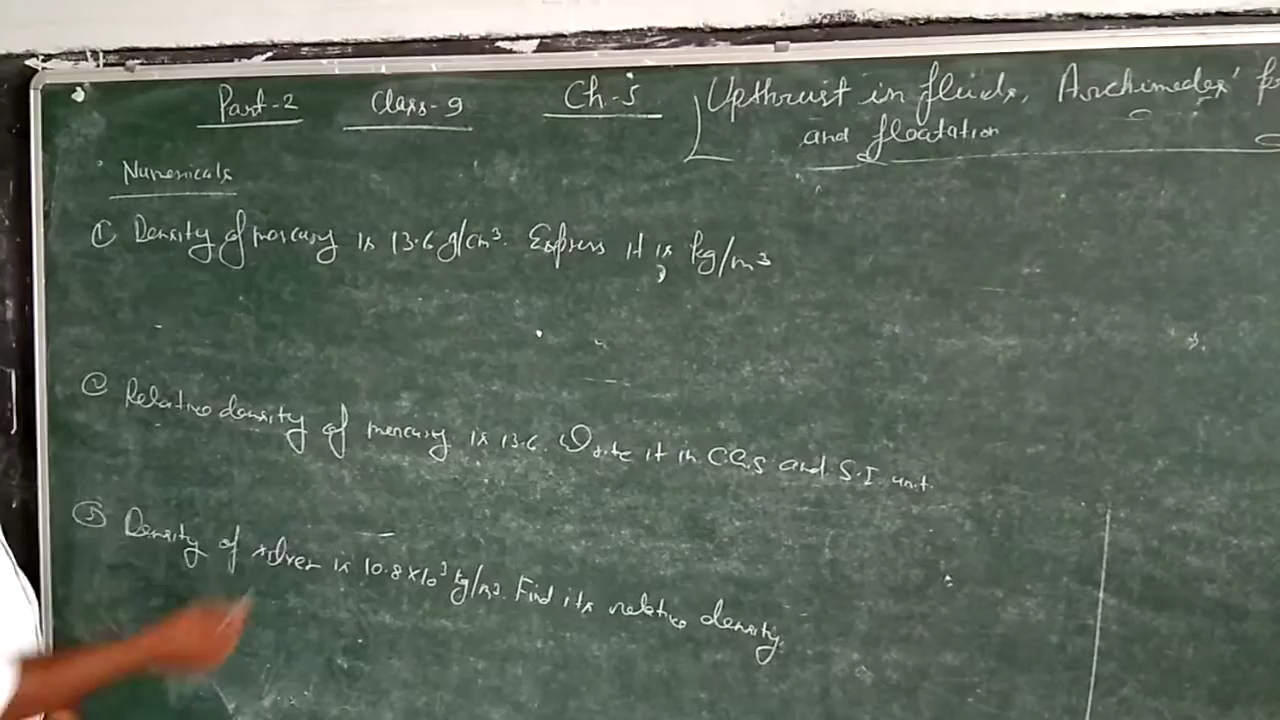 Part-2 Class-9 Ch-5 Upthrust in fluids, Archimedes'
and floatation
Numericals
① Density of mercury is 13.6 g/cm³. Express it in kg/m³
② Relative density of mercury is 13.6. Write it in C.G.S and S.I. unit.
③ Density of silver is 10.8×10³ kg/m³. Find its relative density.